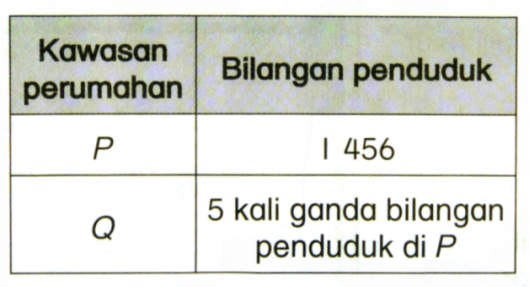 Kawasan
perumahan
Bilangan penduduk
P
1 456
Q
5 kali ganda bilangan
penduduk di P